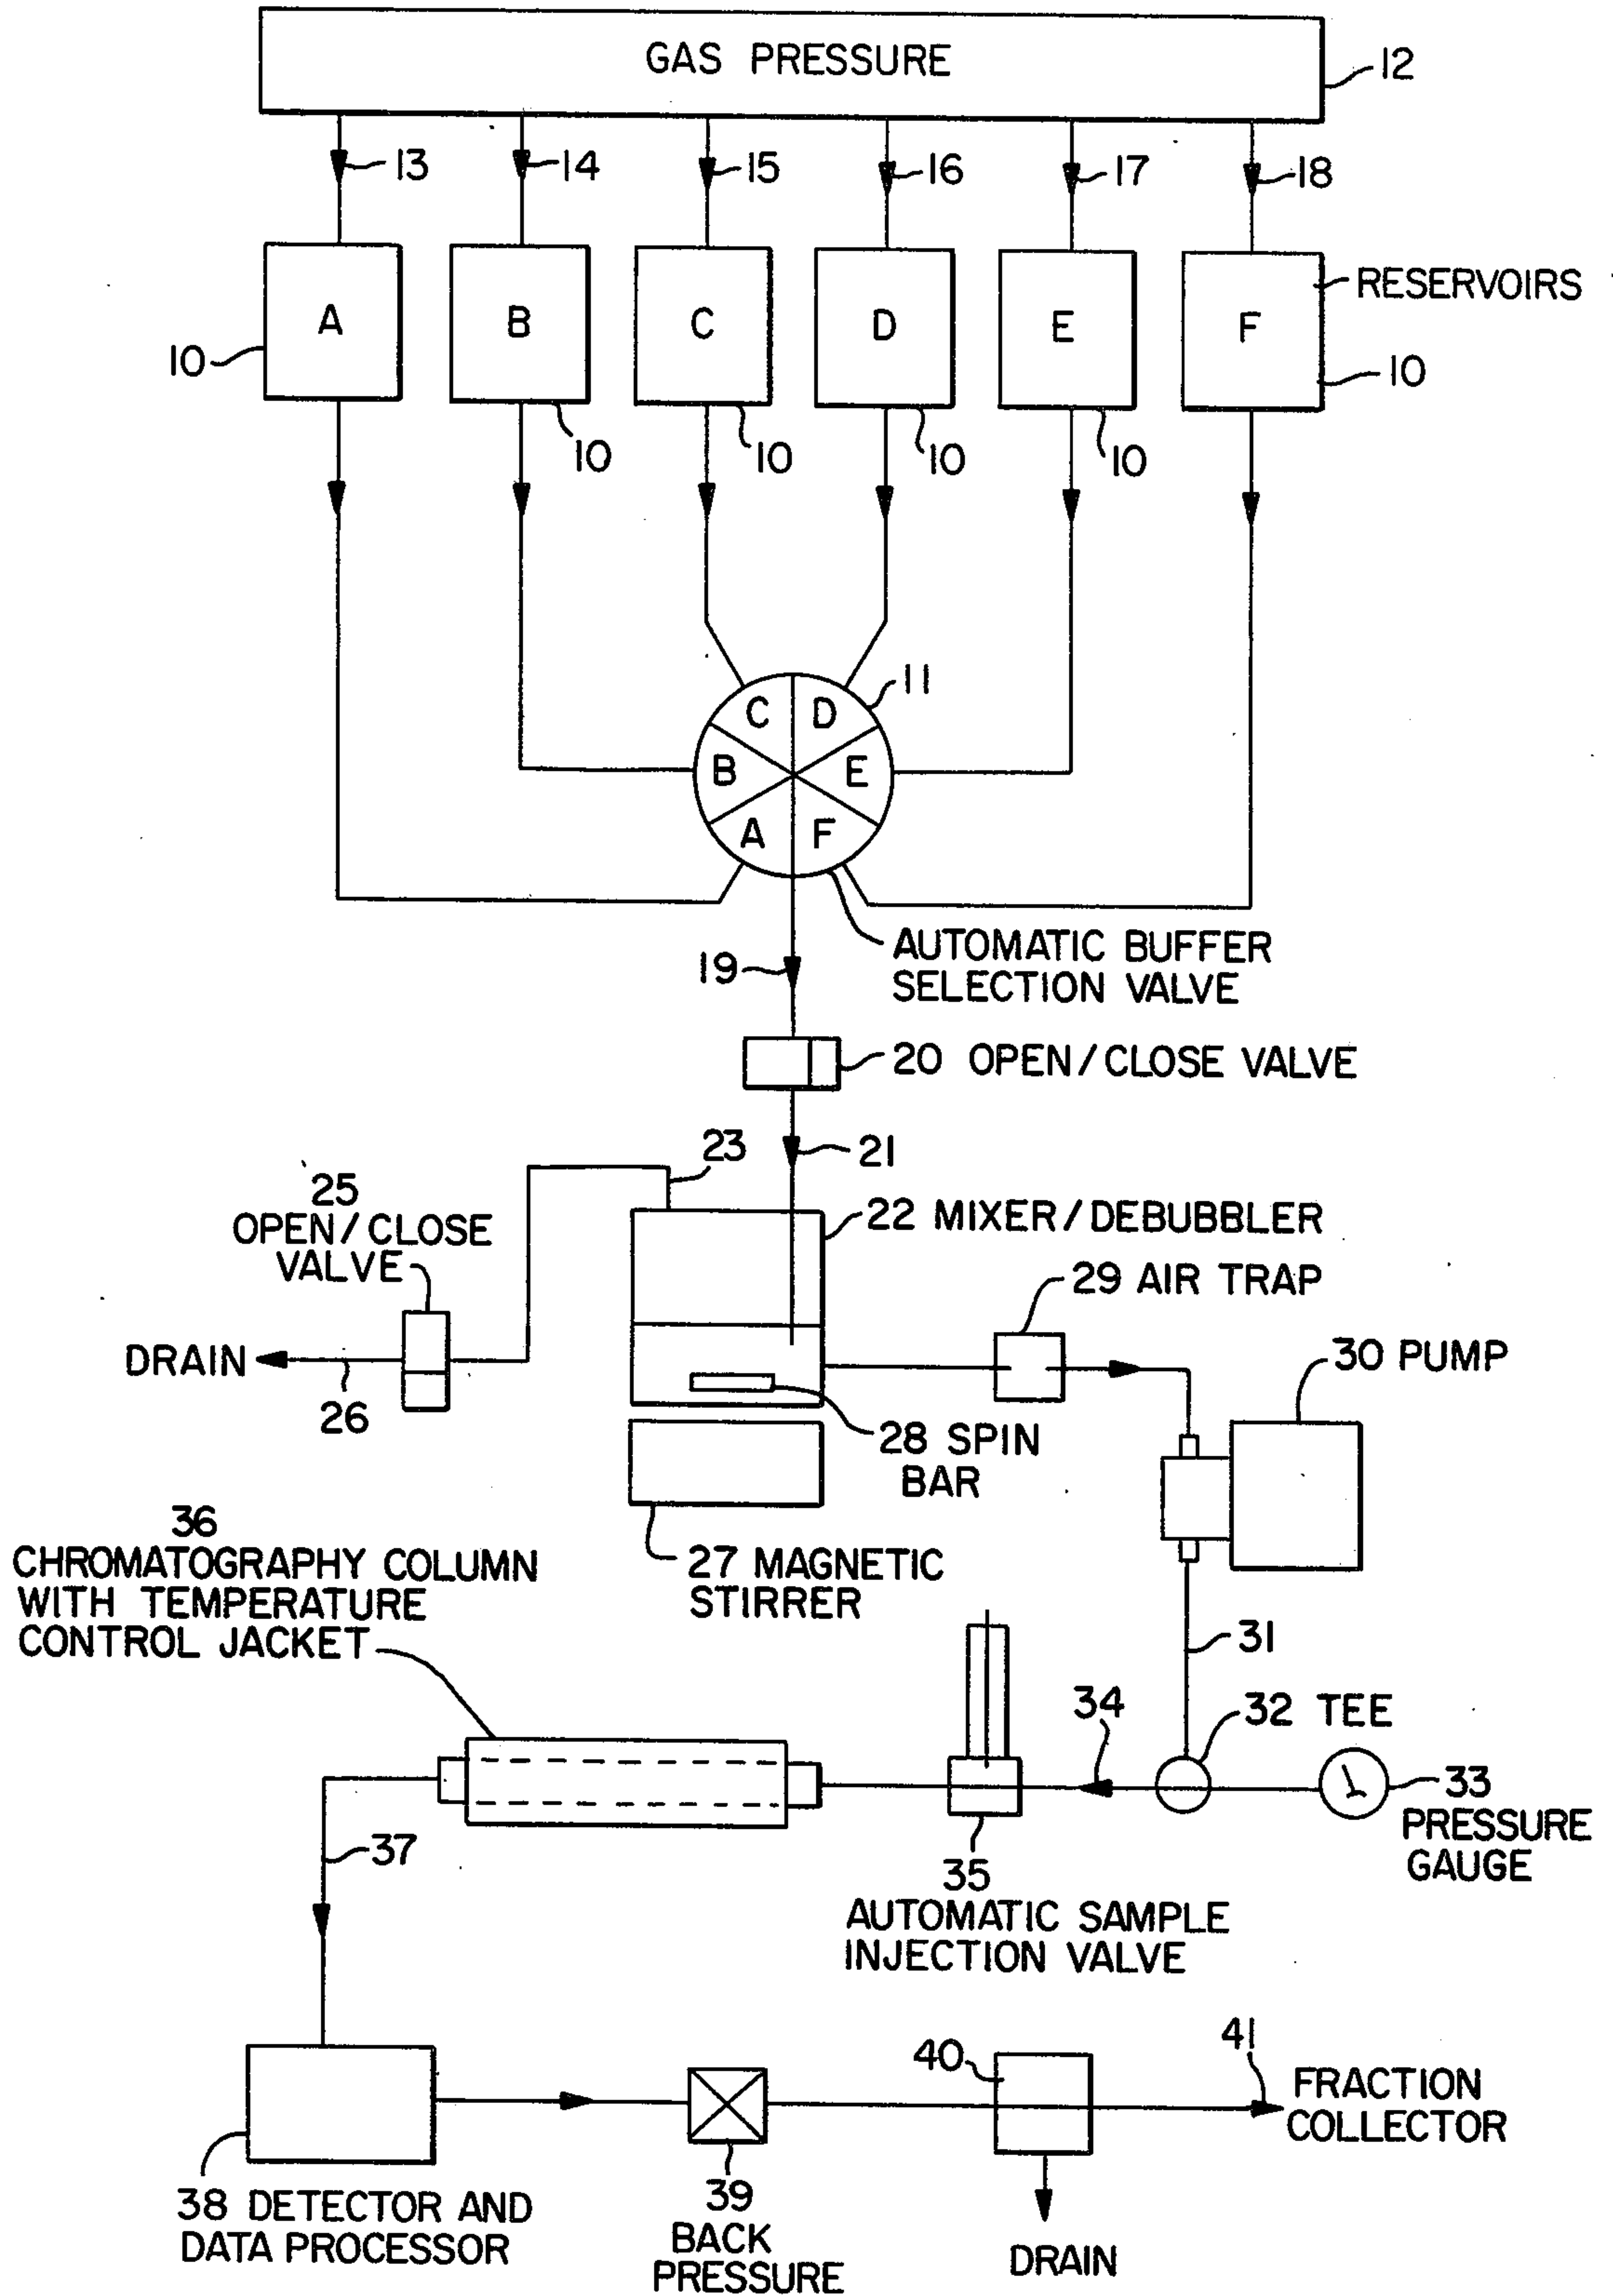 GAS PRESSURE
12
13
14
15
16
17
18
A
B
C
D
E
F
RESERVOIRS
10
10
10
10
10
10
11
C
D
B
E
A
F
AUTOMATIC BUFFER
SELECTION VALVE
19
20 OPEN/CLOSE VALVE
21
23
22 MIXER/DEBUBBLER
25
OPEN/CLOSE
VALVE
DRAIN
26
29 AIR TRAP
30 PUMP
28 SPIN
BAR
27 MAGNETIC
STIRRER
36
CHROMATOGRAPHY COLUMN
WITH TEMPERATURE
CONTROL JACKET
31
34
32 TEE
33
PRESSURE
GAUGE
35
AUTOMATIC SAMPLE
INJECTION VALVE
37
38 DETECTOR AND
DATA PROCESSOR
39
BACK
PRESSURE
40
DRAIN
41
FRACTION
COLLECTOR